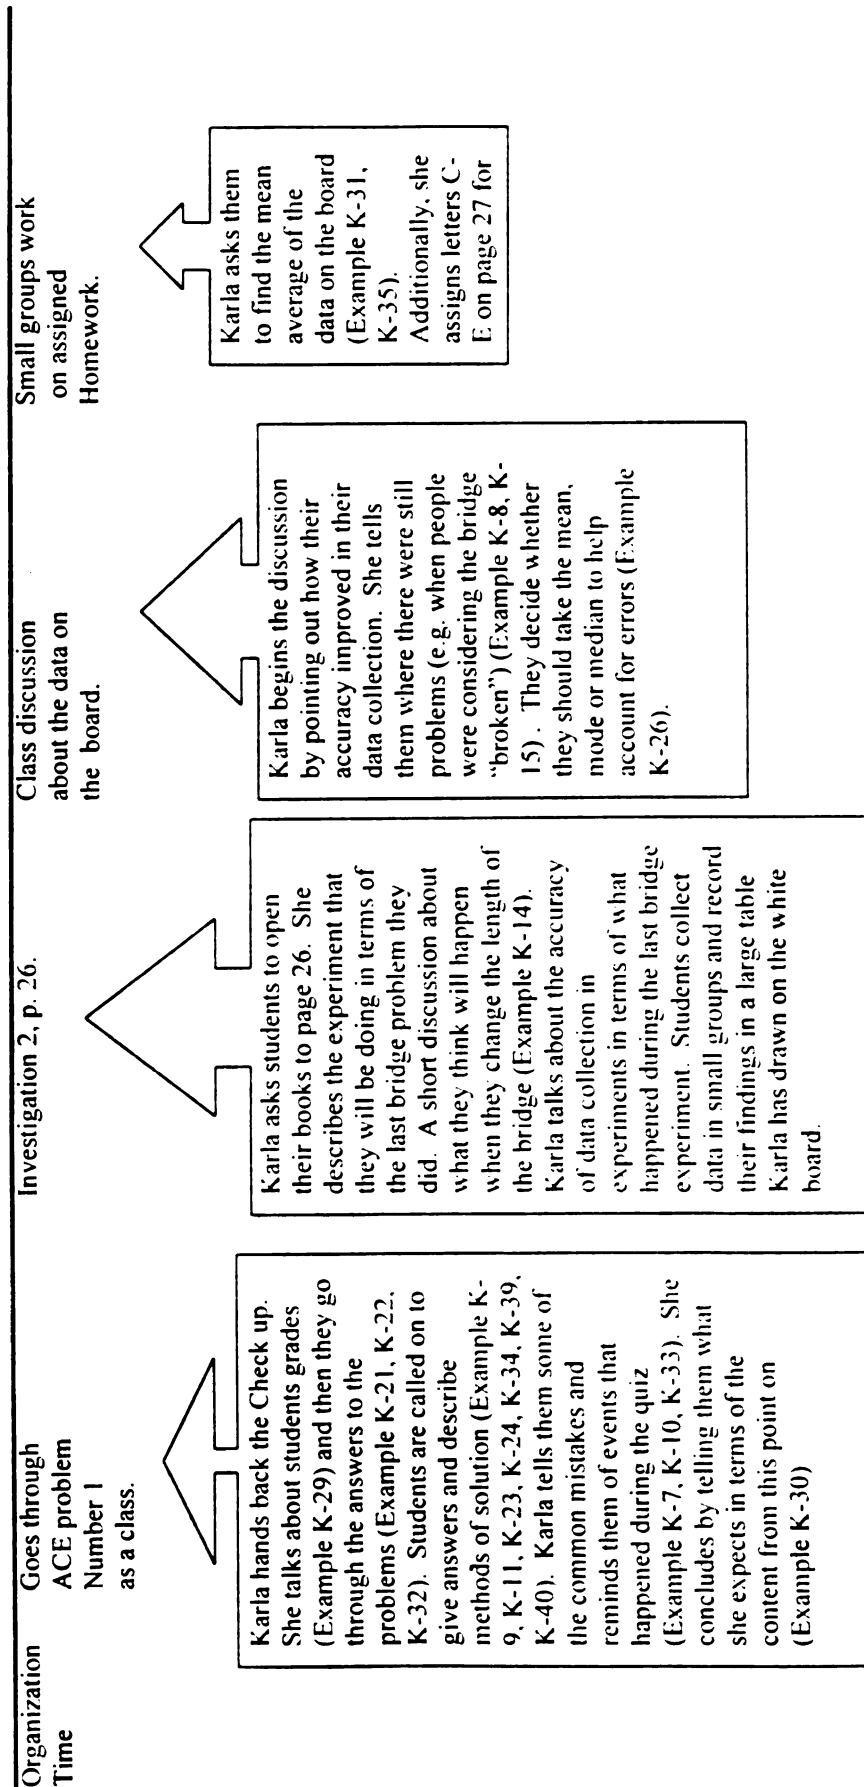 Organization
Time
Goes through
ACE problem
Number 1
as a class.
Investigation 2, p. 26.
Class discussion
about the data on
the board.
Small groups work
on assigned
Homework.
Karla hands back the Check up.
She talks about students grades
(Example K-29) and then they go
through the answers to the
problems (Example K-21, K-22,
K-32). Students are called on to
give answers and describe
methods of solution (Example K-
9, K-11, K-23, K-24, K-34, K-39,
K-40). Karla tells them some of
the common mistakes and
reminds them of events that
happened during the quiz
(Example K-7, K-10, K-33). She
concludes by telling them what
she expects in terms of the
content from this point on
(Example K-30)
Karla asks students to open
their books to page 26. She
describes the experiment that
they will be doing in terms of
the last bridge problem they
did. A short discussion about
what they think will happen
when they change the length of
the bridge (Example K-14).
Karla talks about the accuracy
of data collection in
experiments in terms of what
happened during the last bridge
experiment. Students collect
data in small groups and record
their findings in a large table
Karla has drawn on the white
board.
Karla begins the discussion
by pointing out how their
accuracy improved in their
data collection. She tells
them where there were still
problems (e.g. when people
were considering the bridge
“broken”) (Example K-8, K-
15). They decide whether
they should take the mean,
mode or median to help
account for errors (Example
K-26).
Karla asks them
to find the mean
average of the
data on the board
(Example K-31,
K-35).
Additionally, she
assigns letters C-
E on page 27 for